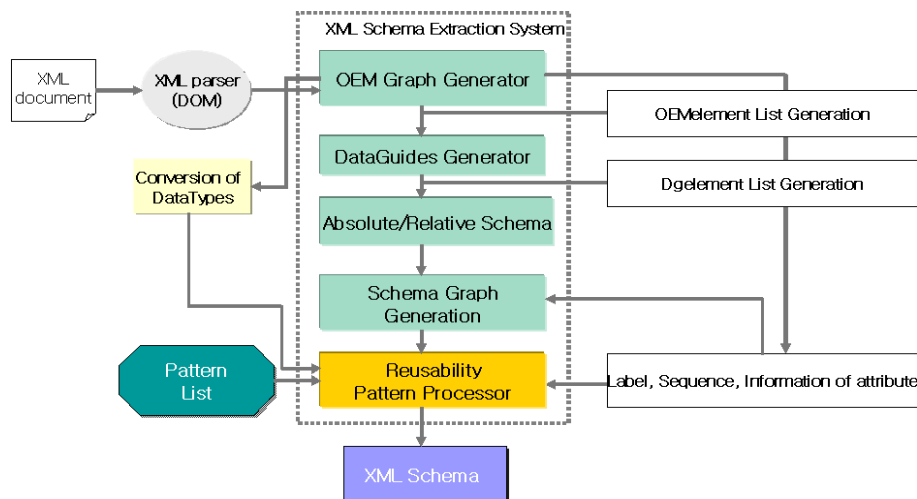 XML Schema Extraction System
XML
document
XML parser
(DOM)
OEM Graph Generator
OEMelement List Generation
DataGuides Generator
Conversion of
DataTypes
Dgelement List Generation
Absolute/Relative Schema
Schema Graph
Generation
Pattern
List
Reusability
Pattern Processor
Label, Sequence, Information of attribute
XML Schema